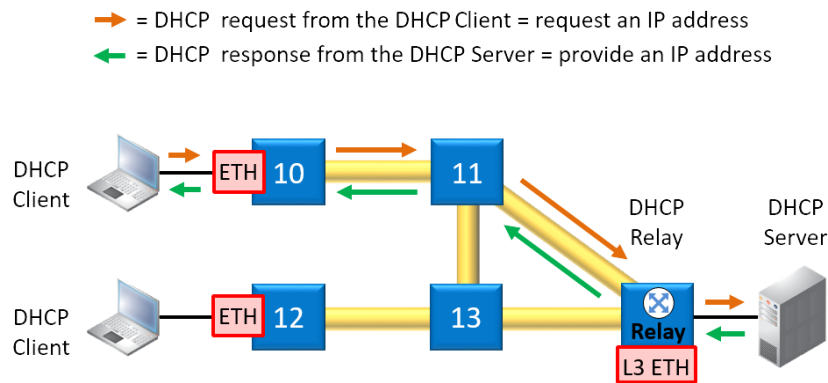 = DHCP request from the DHCP Client = request an IP address
= DHCP response from the DHCP Server = provide an IP address
DHCP
Client
ETH
10
11
DHCP
Relay
DHCP
Server
DHCP
Client
ETH
12
13
Relay
L3 ETH